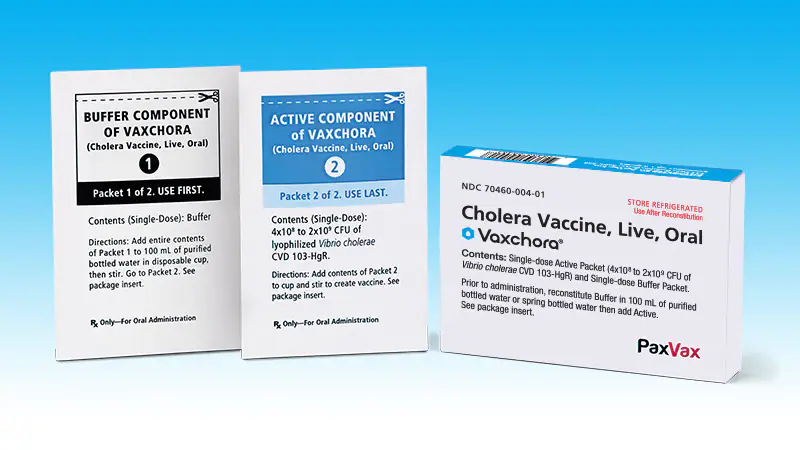 BUFFER COMPONENT
OF VAXCHORA
(Cholera Vaccine, Live, Oral)
1
Packet 1 of 2. USE FIRST.
Contents (Single-Dose): Buffer
Directions: Add entire contents
of Packet 1 to 100 mL of purified
bottled water in disposable cup,
then stir. Go to Packet 2. See
package insert.
℞ Only—For Oral Administration
ACTIVE COMPONENT
of VAXCHORA
(Cholera Vaccine, Live, Oral)
2
Packet 2 of 2. USE LAST.
Contents (Single-Dose):
4x10⁸ to 2x10⁹ CFU of
lyophilized Vibrio cholerae
CVD 103-HgR.
Directions: Add contents of Packet 2
to cup and stir to create vaccine. See
package insert.
℞ Only—For Oral Administration
NDC 70460-004-01
STORE REFRIGERATED
Use After Reconstitution
Cholera Vaccine, Live, Oral
Vaxchora®
Contents: Single-dose Active Packet (4x10⁸ to 2x10⁹ CFU of
Vibrio cholerae CVD 103-HgR) and Single-dose Buffer Packet.
Prior to administration, reconstitute Buffer in 100 mL of purified
bottled water or spring bottled water then add Active.
See package insert.
PaxVax